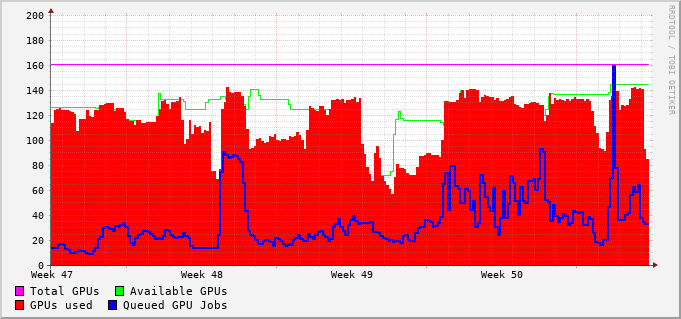 200
180
160
140
120
100
80
60
40
20
0
Week 47 Week 48 Week 49 Week 50
Total GPUs Available GPUs
GPUs used Queued GPU Jobs
RRDTOOL / TOBI OETIKER